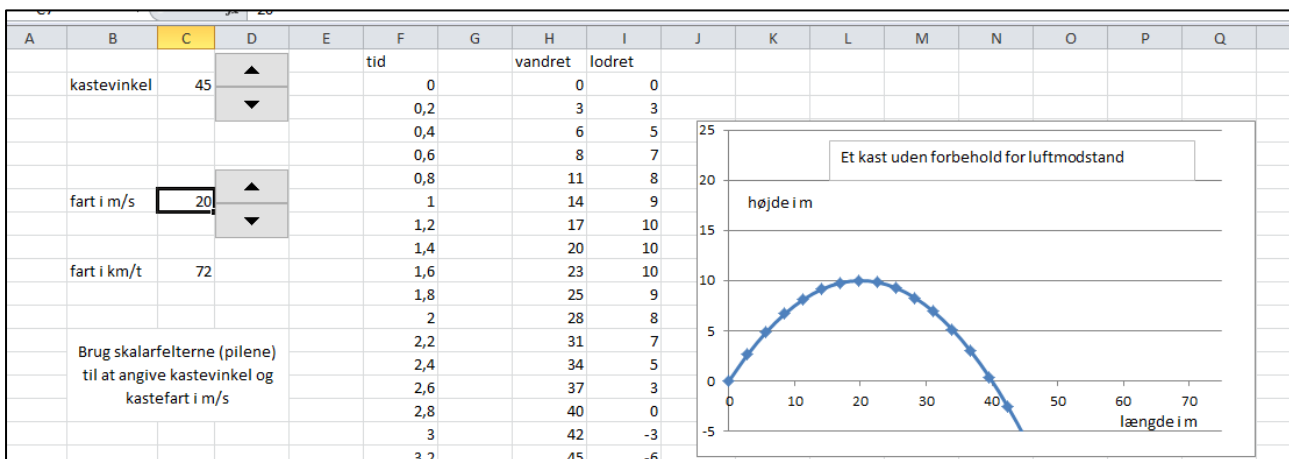 A B C D E F G H I J K L M N O P Q
tid vandret lodret
kastevinkel 45 0 0 0
0,2 3 3
0,4 6 5
0,6 8 7
0,8 11 8
fart i m/s 20 1 14 9
1,2 17 10
1,4 20 10
fart i km/t 72 1,6 23 10
1,8 25 9
2 28 8
2,2 31 7
2,4 34 5
2,6 37 3
2,8 40 0
3 42 -3
3,2 45 -6
Brug skalarfelterne (pilene)
til at angive kastevinkel og
kastefart i m/s
Et kast uden forbehold for luftmodstand
højde i m
25
20
15
10
5
0
-5
0 10 20 30 40 50 60 70
længde i m